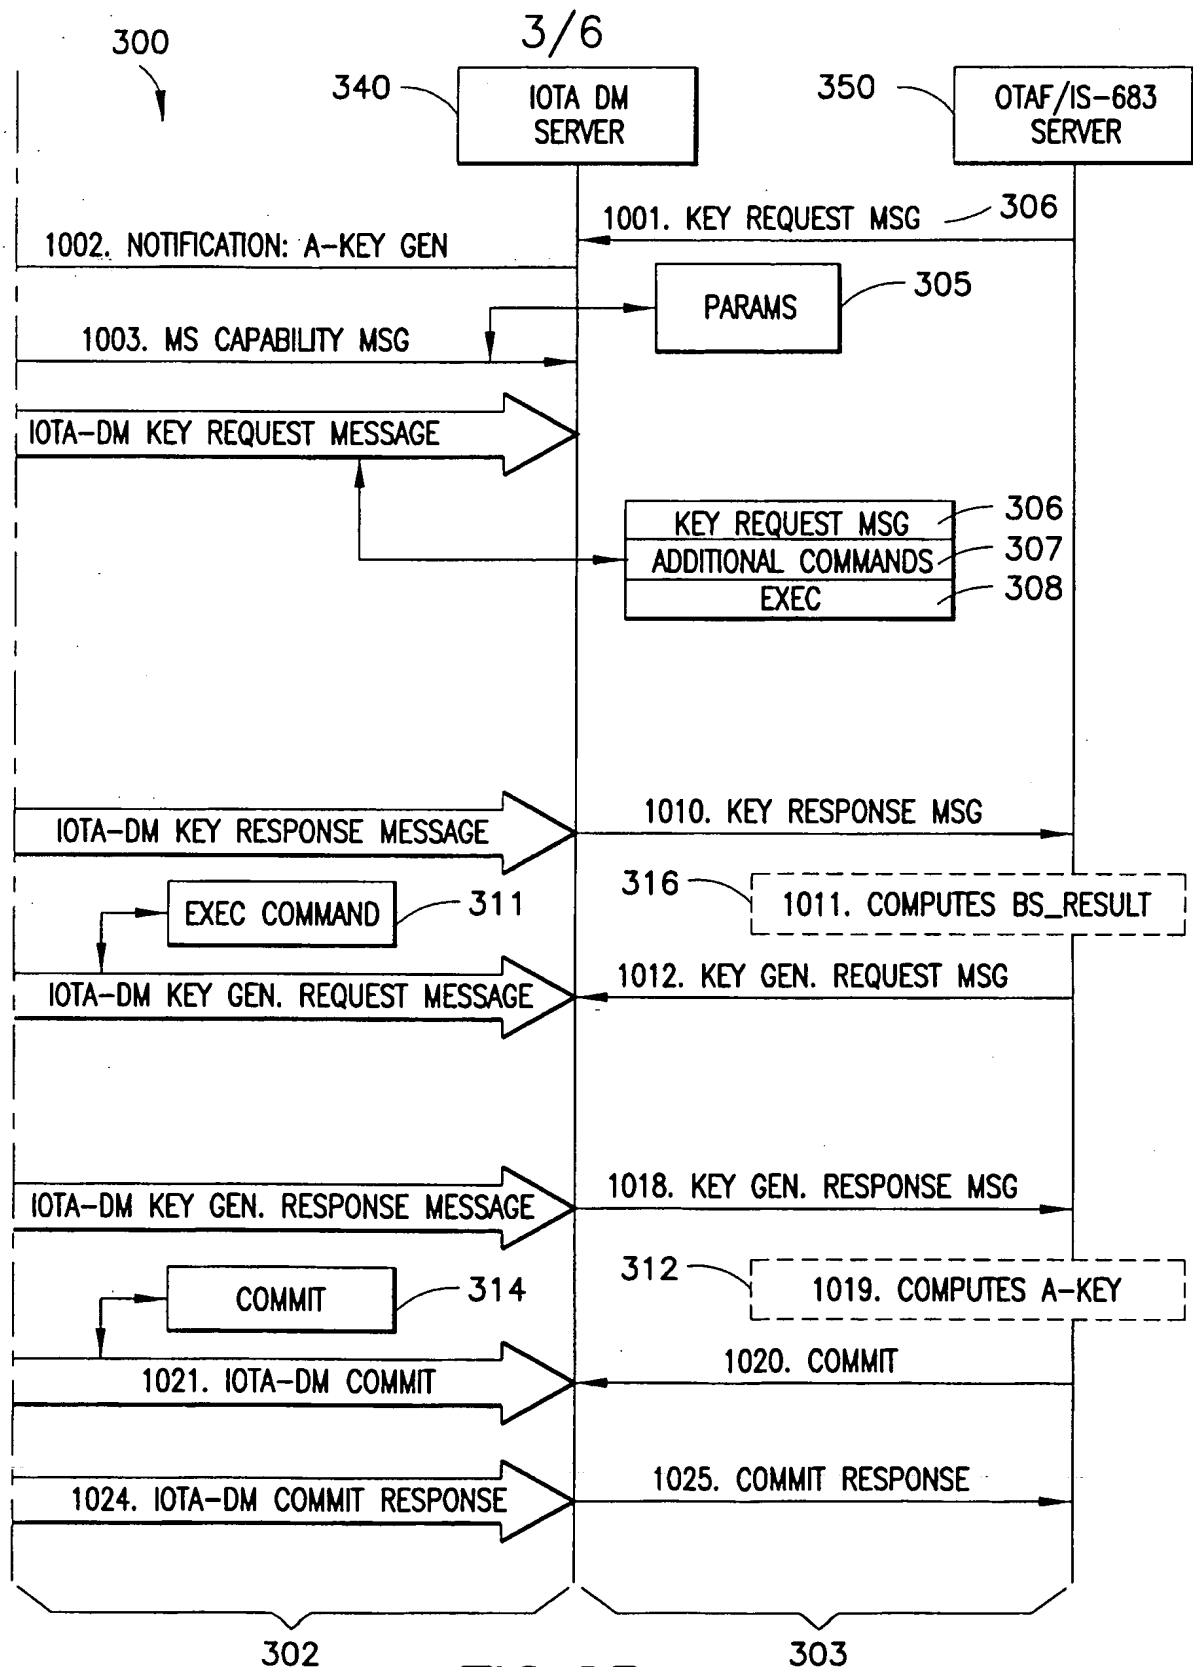 3/6
300
340
IOTA DM
SERVER
350
OTAF/IS-683
SERVER
1001. KEY REQUEST MSG
306
1002. NOTIFICATION: A-KEY GEN
PARAMS
305
1003. MS CAPABILITY MSG
IOTA-DM KEY REQUEST MESSAGE
KEY REQUEST MSG
306
ADDITIONAL COMMANDS
307
EXEC
308
IOTA-DM KEY RESPONSE MESSAGE
1010. KEY RESPONSE MSG
EXEC COMMAND
311
316
1011. COMPUTES BS_RESULT
IOTA-DM KEY GEN. REQUEST MESSAGE
1012. KEY GEN. REQUEST MSG
IOTA-DM KEY GEN. RESPONSE MESSAGE
1018. KEY GEN. RESPONSE MSG
COMMIT
314
312
1019. COMPUTES A-KEY
1021. IOTA-DM COMMIT
1020. COMMIT
1024. IOTA-DM COMMIT RESPONSE
1025. COMMIT RESPONSE
302
303